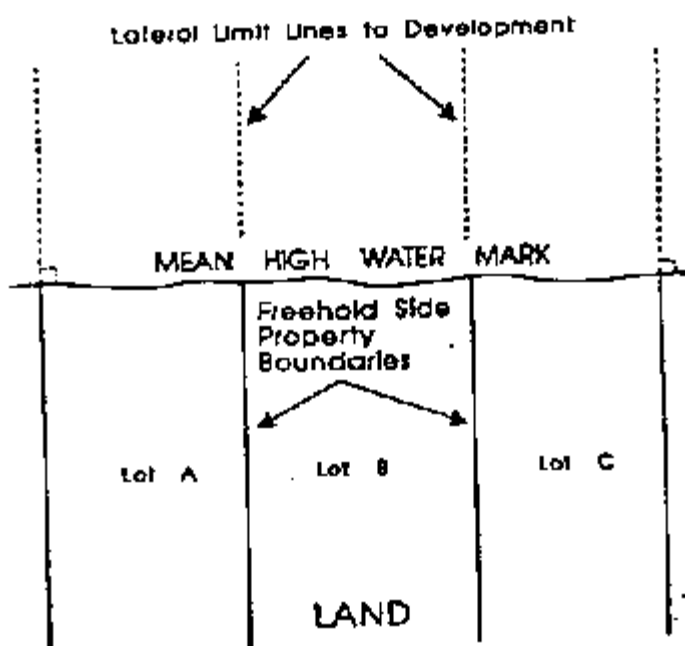 Lateral Limit Lines to Development
MEAN HIGH WATER MARK
Freehold Side
Property
Boundaries
Lot A
Lot B
Lot C
LAND